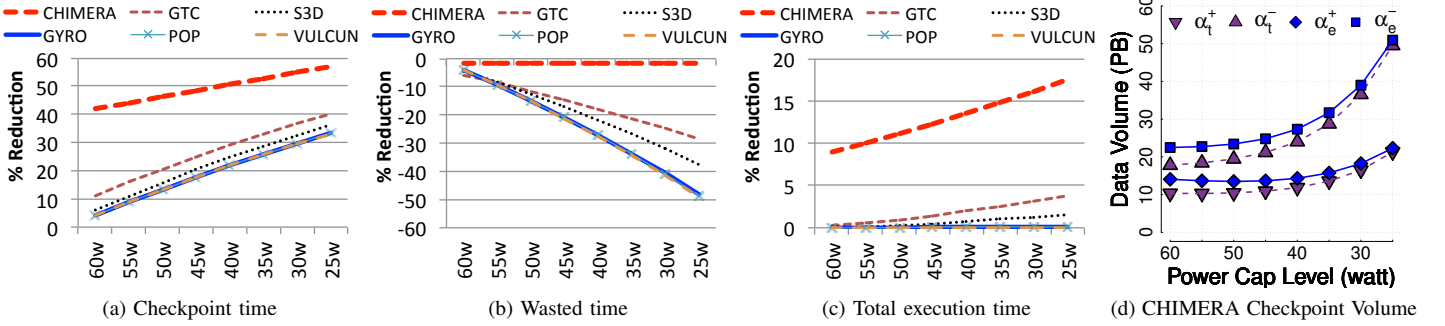 CHIMERA GTC S3D
GYRO POP VULCUN
% Reduction
60
50
40
30
20
10
0
60w 55w 50w 45w 40w 35w 30w 25w
(a) Checkpoint time
CHIMERA GTC S3D
GYRO POP VULCUN
% Reduction
0
-10
-20
-30
-40
-50
-60
60w 55w 50w 45w 40w 35w 30w 25w
(b) Wasted time
CHIMERA GTC S3D
GYRO POP VULCUN
% Reduction
20
15
10
5
0
60w 55w 50w 45w 40w 35w 30w 25w
(c) Total execution time
α_t^+ α_t^- α_e^+ α_e^-
Data Volume (PB)
60
50
40
30
20
10
0
60 50 40 30
Power Cap Level (watt)
(d) CHIMERA Checkpoint Volume